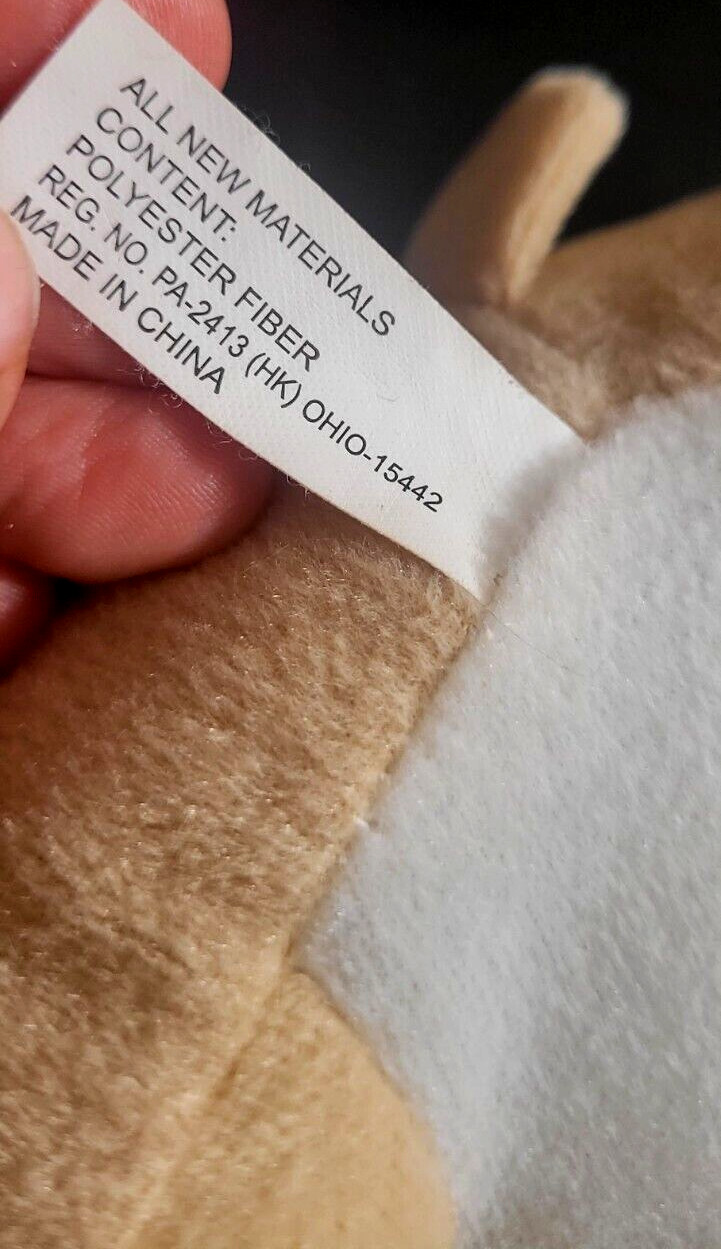 ALL NEW MATERIALS
CONTENT:
POLYESTER FIBER
REG. NO. PA-2413 (HK) OHIO-15442
MADE IN CHINA